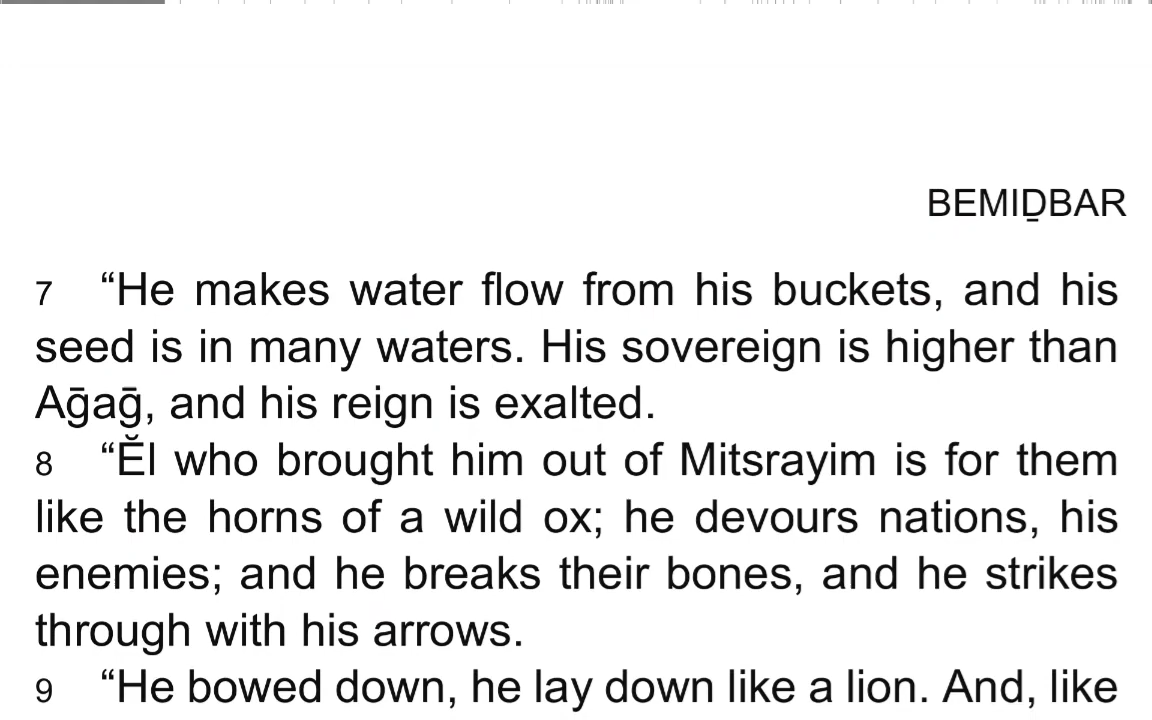 BEMIḎBAR
7 “He makes water flow from his buckets, and his
seed is in many waters. His sovereign is higher than
Aḡaḡ, and his reign is exalted.
8 “Ěl who brought him out of Mitsrayim is for them
like the horns of a wild ox; he devours nations, his
enemies; and he breaks their bones, and he strikes
through with his arrows.
9 “He bowed down, he lay down like a lion. And, like